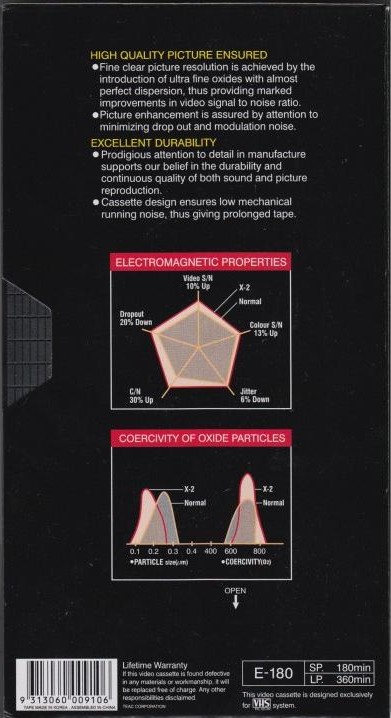 HIGH QUALITY PICTURE ENSURED
●Fine clear picture resolution is achieved by the
introduction of ultra fine oxides with almost
perfect dispersion, thus providing marked
improvements in video signal to noise ratio.
●Picture enhancement is assured by attention to
minimizing drop out and modulation noise.
EXCELLENT DURABILITY
●Prodigious attention to detail in manufacture
supports our belief in the durability and
continuous quality of both sound and picture
reproduction.
●Cassette design ensures low mechanical
running noise, thus giving prolonged tape.
ELECTROMAGNETIC PROPERTIES
Video S/N
10% Up
X-2
Normal
Dropout
20% Down
Colour S/N
13% Up
C/N
30% Up
Jitter
6% Down
COERCIVITY OF OXIDE PARTICLES
X-2
Normal
X-2
Normal
0.1 0.2 0.3 0.4 400 600 800
●PARTICLE size(μm) ●COERCIVITY(Oz)
OPEN
9 313060 009106
TAPE MADE IN KOREA, ASSEMBLED IN CHINA
Lifetime Warranty
If this video cassette is found defective
in any materials or workmanship, it will
be replaced free of charge. Any other
responsibilities disclaimed.
TEAC CORPORATION
E-180
SP. 180min
LP. 360min
This video cassette is designed exclusively
for VHS system.